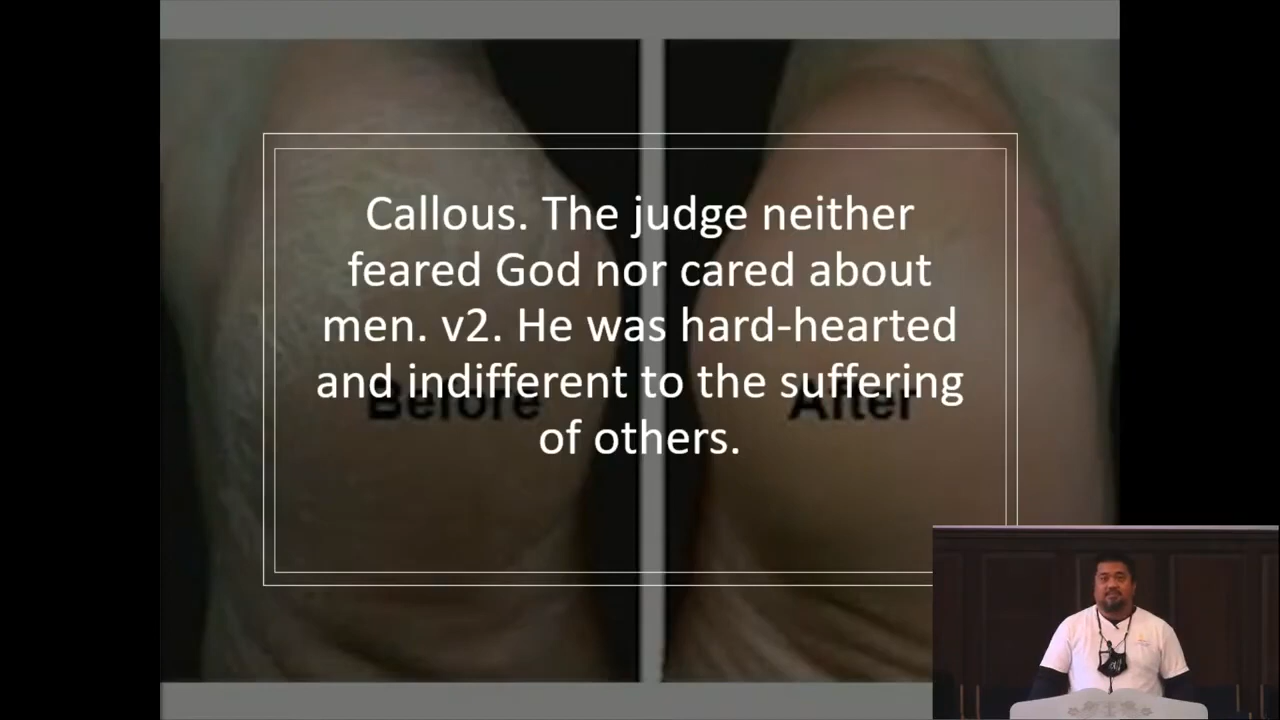 Callous. The judge neither
feared God nor cared about
men. v2. He was hard-hearted
and indifferent to the suffering
of others.
Before
After